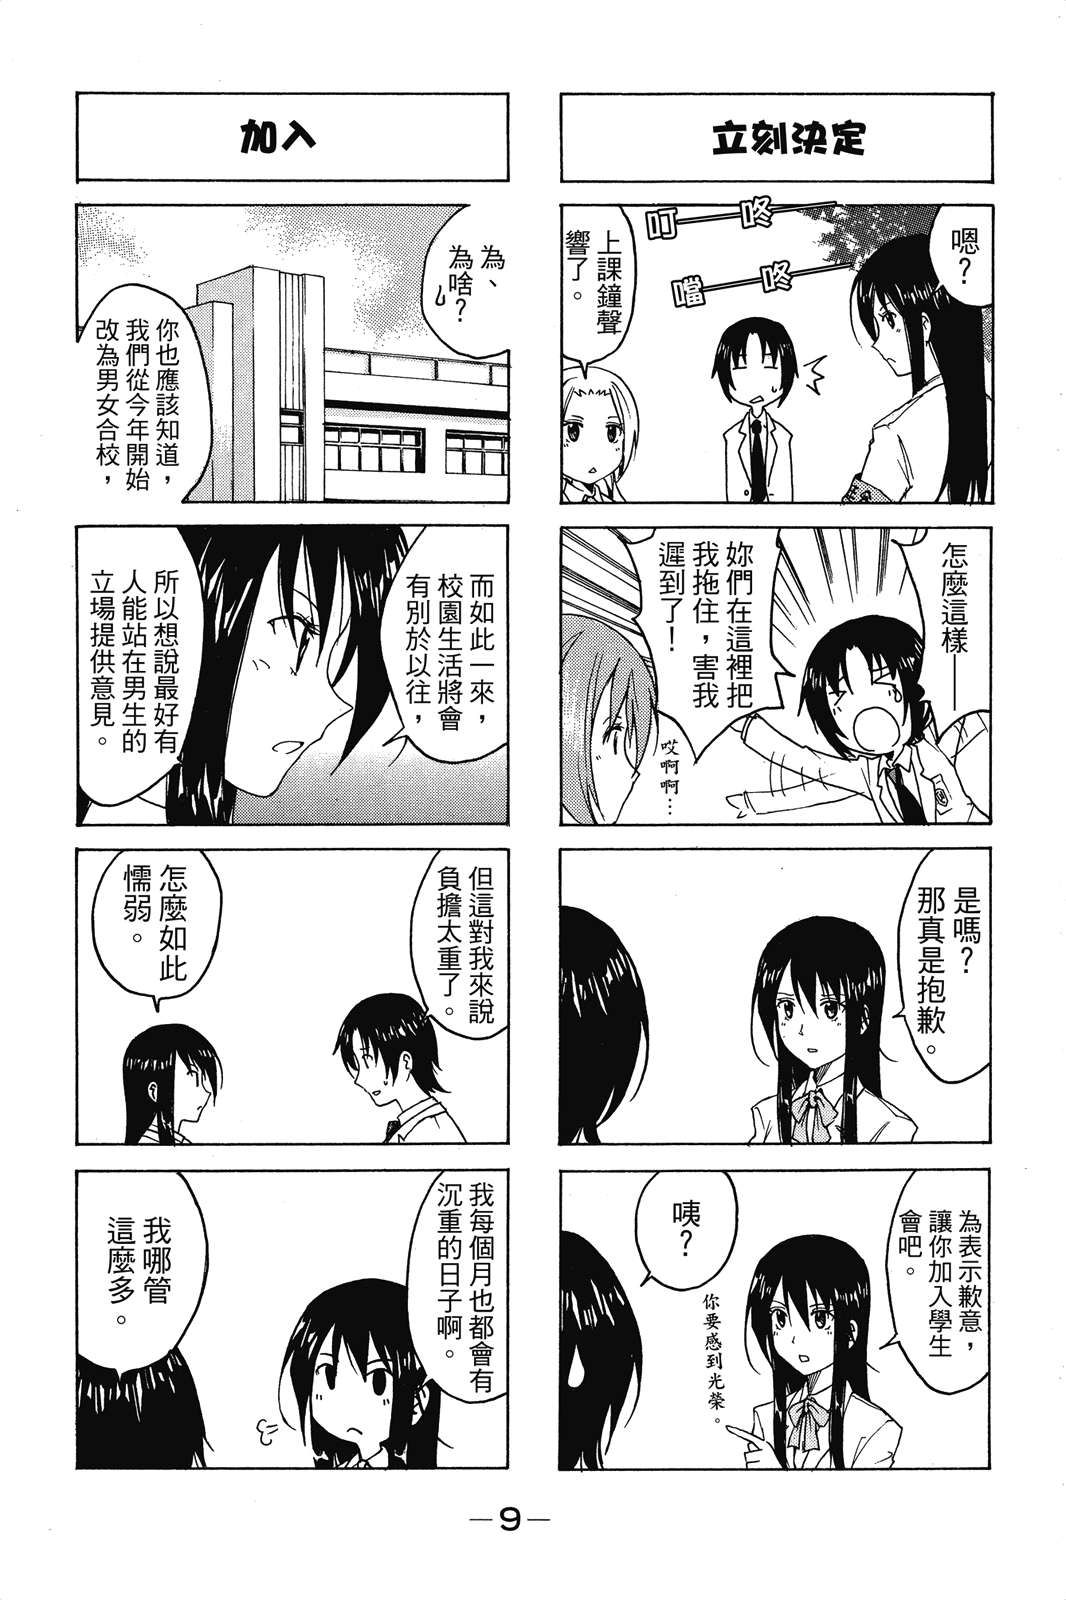 立刻決定
嗯？
叮——咚——
噹——咚——
上課鐘聲
響了。
怎麼這樣——
妳們在這裡把
我拖住，害我
遲到了！
哎啊啊…
是嗎？
那真是抱歉。
為表示歉意，
讓你加入學生
會吧。
咦？
你要感到光榮。
加入
為、
為啥？
你也應該知道，
我們從今年開始
改為男女合校，
而如此一來，
校園生活將會
有別於以往，
所以想說最好有
人能站在男生的
立場提供意見。
但這對我來說
負擔太重了。
怎麼如此
懦弱。
我每個月也都會有
沉重的日子啊。
我哪管
這麼多。
—9—